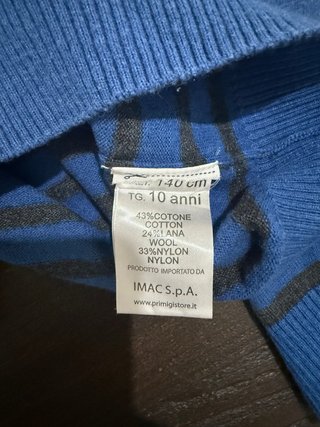 140 cm
TG. 10 anni
43%COTONE
COTTON
24%LANA
WOOL
33%NYLON
NYLON
PRODOTTO IMPORTATO DA
IMAC S.p.A.
www.primigistore.it